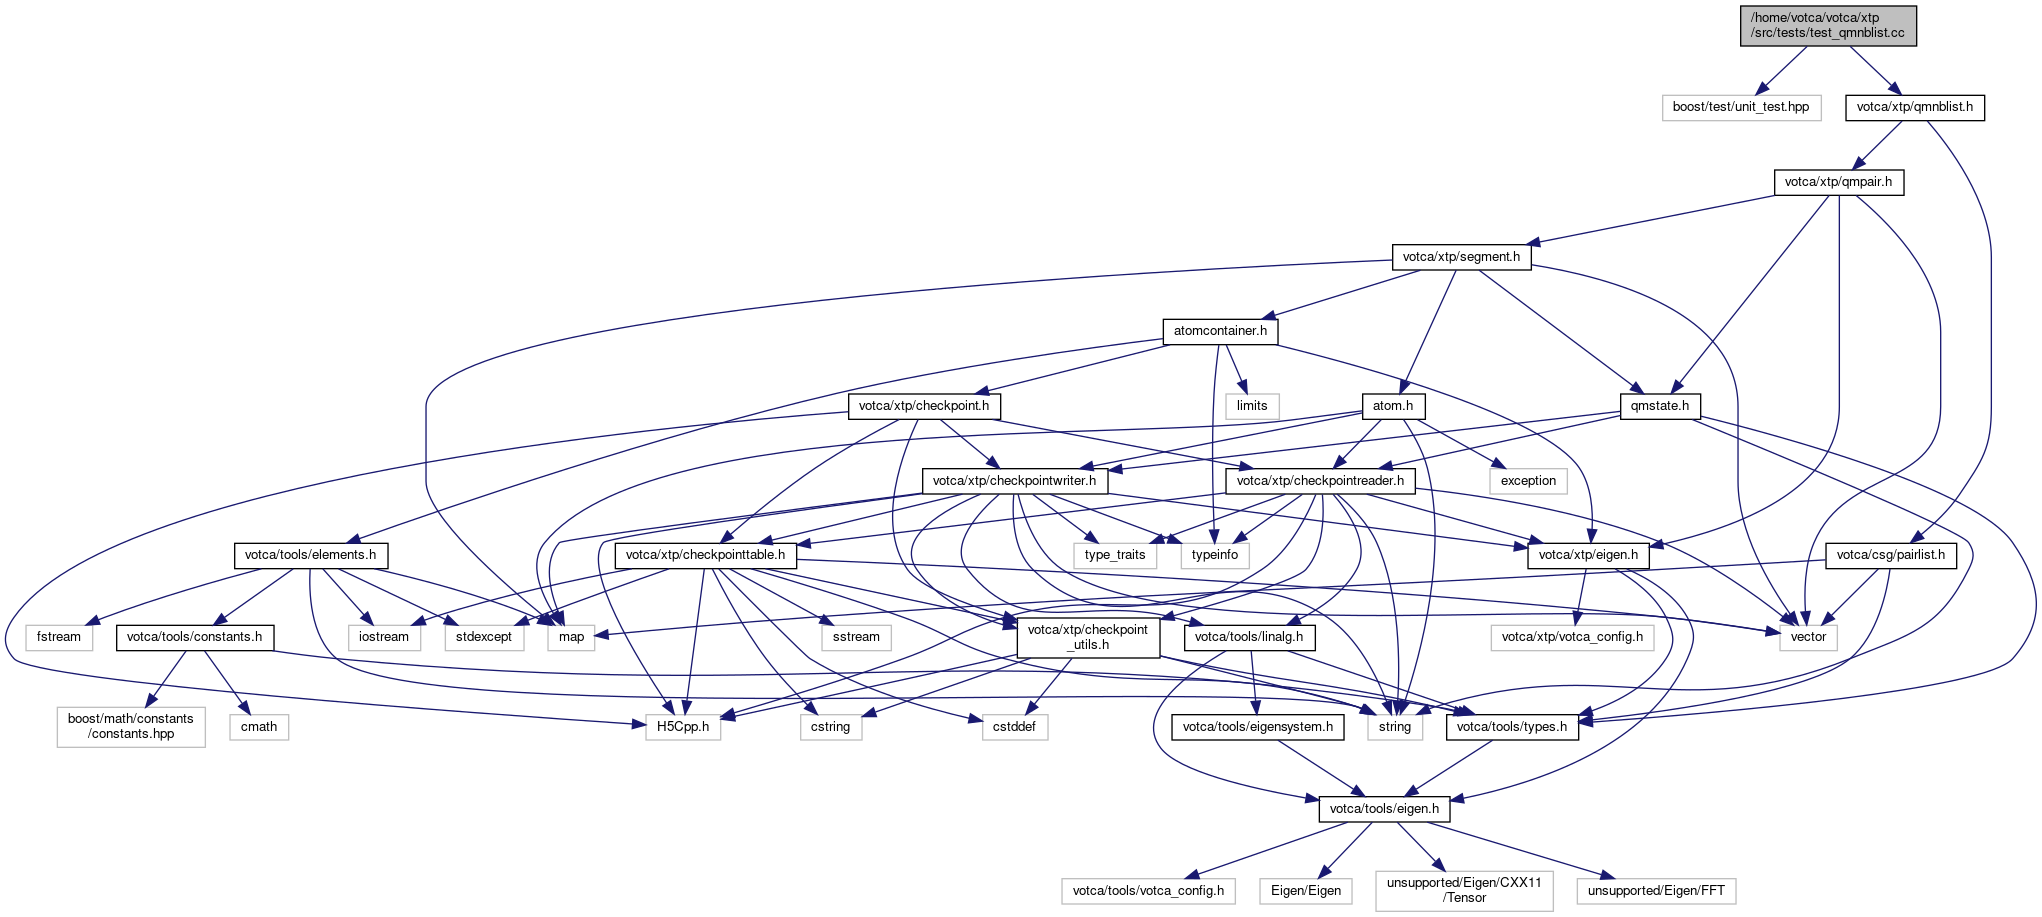 /home/votca/votca/xtp
/src/tests/test_qmnblist.cc
boost/test/unit_test.hpp
votca/xtp/qmnblist.h
votca/xtp/qmpair.h
votca/xtp/segment.h
atomcontainer.h
votca/xtp/checkpoint.h
limits
atom.h
qmstate.h
votca/xtp/checkpointwriter.h
votca/xtp/checkpointreader.h
exception
votca/tools/elements.h
votca/xtp/checkpointtable.h
type_traits
typeinfo
votca/xtp/eigen.h
votca/csg/pairlist.h
fstream
votca/tools/constants.h
iostream
stdexcept
map
sstream
votca/xtp/checkpoint
_utils.h
votca/tools/linalg.h
votca/xtp/votca_config.h
vector
boost/math/constants
/constants.hpp
cmath
H5Cpp.h
cstring
cstddef
votca/tools/eigensystem.h
string
votca/tools/types.h
votca/tools/eigen.h
votca/tools/votca_config.h
Eigen/Eigen
unsupported/Eigen/CXX11
/Tensor
unsupported/Eigen/FFT